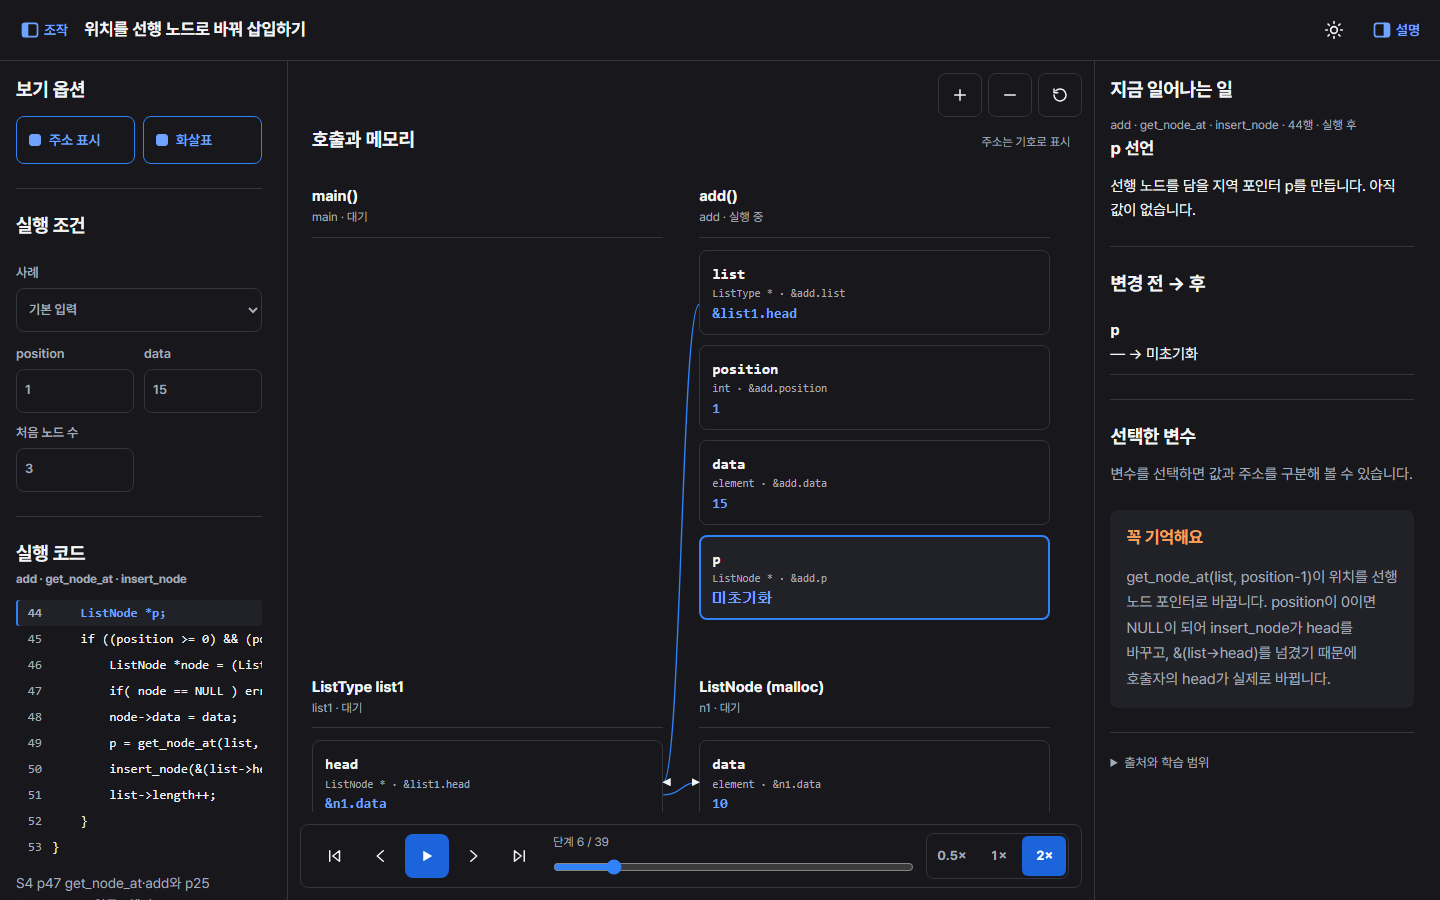 조작
위치를 선행 노드로 바꿔 삽입하기
설명
보기 옵션
주소 표시
화살표
실행 조건
사례
기본 입력
position
data
1
15
처음 노드 수
3
실행 코드
add · get_node_at · insert_node
44 ListNode *p;
45 if ((position >= 0) && (po
46 ListNode *node = (List
47 if( node == NULL ) err
48 node->data = data;
49 p = get_node_at(list,
50 insert_node(&(list->he
51 list->length++;
52 }
53 }
S4 p47 get_node_at·add와 p25
호출과 메모리
주소는 기호로 표시
main()
main · 대기
add()
add · 실행 중
list
ListType * · &add.list
&list1.head
position
int · &add.position
1
data
element · &add.data
15
p
ListNode * · &add.p
미초기화
ListType list1
list1 · 대기
head
ListNode * · &list1.head
&n1.data
ListNode (malloc)
n1 · 대기
data
element · &n1.data
10
단계 6 / 39
0.5×
1×
2×
지금 일어나는 일
add · get_node_at · insert_node · 44행 · 실행 후
p 선언
선행 노드를 담을 지역 포인터 p를 만듭니다. 아직
값이 없습니다.
변경 전 → 후
p
— → 미초기화
선택한 변수
변수를 선택하면 값과 주소를 구분해 볼 수 있습니다.
꼭 기억해요
get_node_at(list, position-1)이 위치를 선행
노드 포인터로 바꿉니다. position이 0이면
NULL이 되어 insert_node가 head를
바꾸고, &(list→head)를 넘겼기 때문에
호출자의 head가 실제로 바뀝니다.
출처와 학습 범위